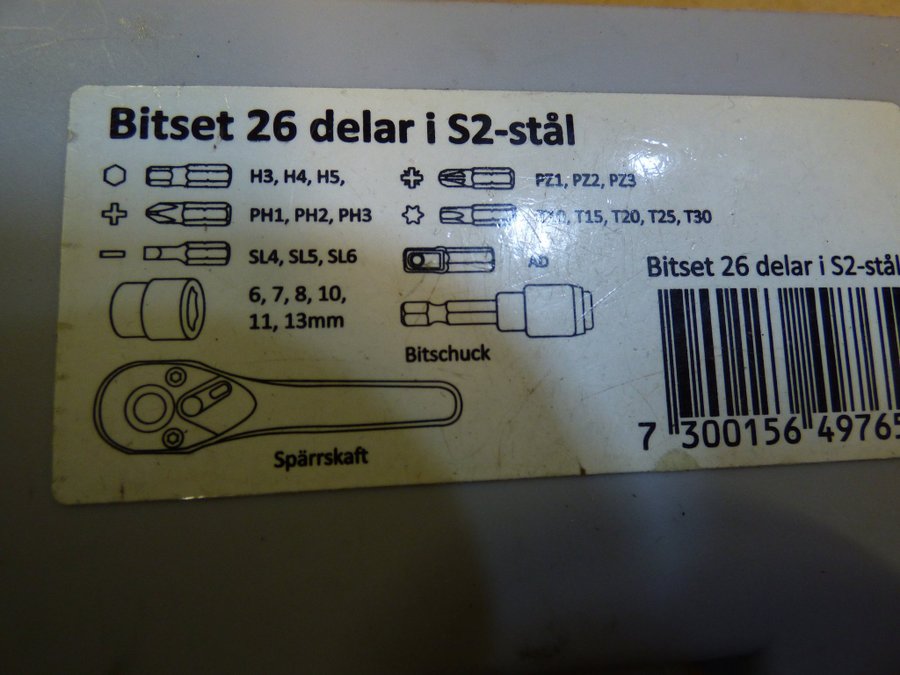 Bitset 26 delar i S2-stål
H3, H4, H5,
PZ1, PZ2, PZ3
PH1, PH2, PH3
T10, T15, T20, T25, T30
SL4, SL5, SL6
AD
6, 7, 8, 10,
11, 13mm
Bitschuck
Spärrskaft
Bitset 26 delar i S2-stål
7 300156 49765